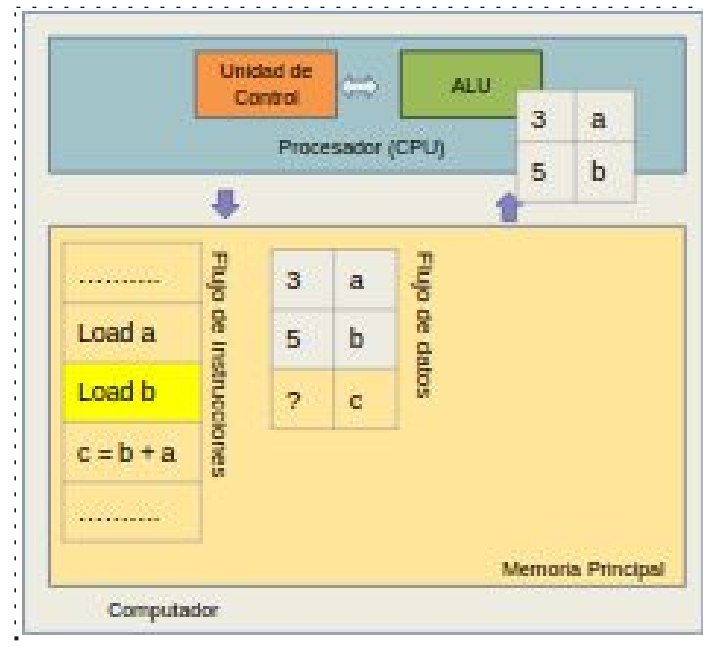 Unidad de
Control
ALU
3 a
5 b
Procesador (CPU)
...........
Load a
Load b
c = b + a
...........
Flujo de instrucciones
3 a
5 b
? c
Flujo de datos
Memoria Principal
Computador